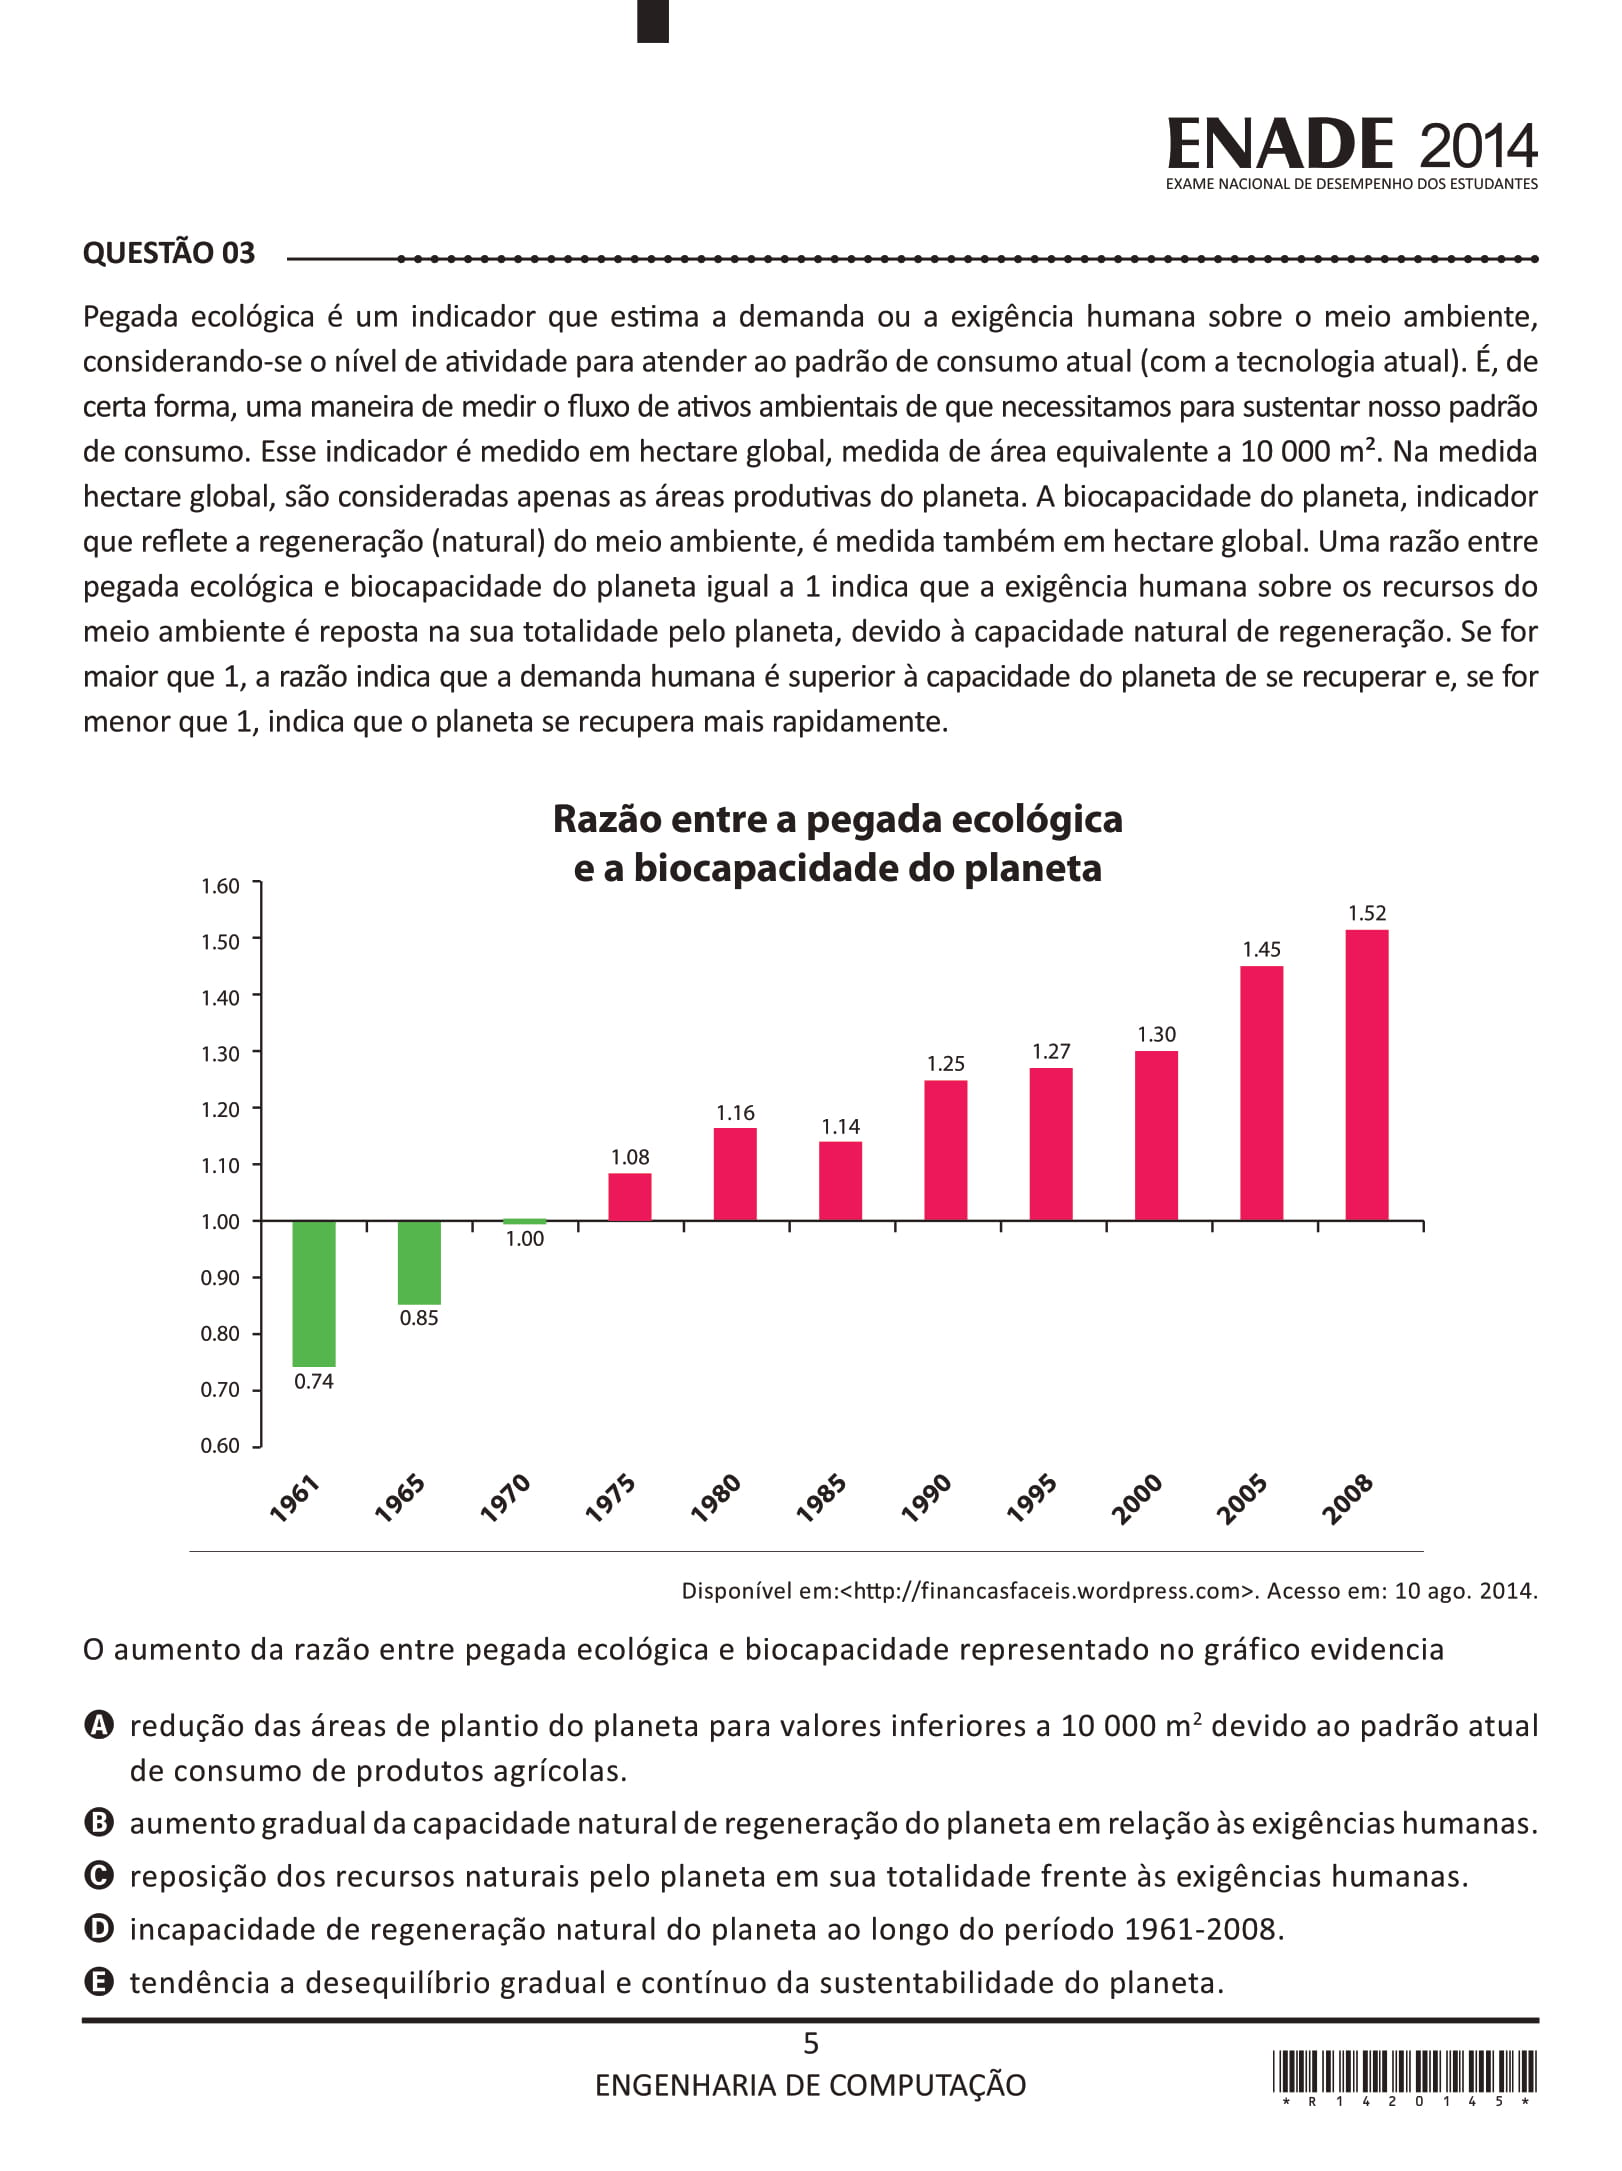 ENADE 2014
EXAME NACIONAL DE DESEMPENHO DOS ESTUDANTES
QUESTÃO 03
Pegada ecológica é um indicador que estima a demanda ou a exigência humana sobre o meio ambiente,
considerando-se o nível de atividade para atender ao padrão de consumo atual (com a tecnologia atual). É, de
certa forma, uma maneira de medir o fluxo de ativos ambientais de que necessitamos para sustentar nosso padrão
de consumo. Esse indicador é medido em hectare global, medida de área equivalente a 10 000 m². Na medida
hectare global, são consideradas apenas as áreas produtivas do planeta. A biocapacidade do planeta, indicador
que reflete a regeneração (natural) do meio ambiente, é medida também em hectare global. Uma razão entre
pegada ecológica e biocapacidade do planeta igual a 1 indica que a exigência humana sobre os recursos do
meio ambiente é reposta na sua totalidade pelo planeta, devido à capacidade natural de regeneração. Se for
maior que 1, a razão indica que a demanda humana é superior à capacidade do planeta de se recuperar e, se for
menor que 1, indica que o planeta se recupera mais rapidamente.
Razão entre a pegada ecológica
e a biocapacidade do planeta
1.60
1.50
1.40
1.30
1.20
1.10
1.00
0.90
0.80
0.70
0.60
0.74
0.85
1.00
1.08
1.16
1.14
1.25
1.27
1.30
1.45
1.52
1961
1965
1970
1975
1980
1985
1990
1995
2000
2005
2008
Disponível em:<http://financasfaceis.wordpress.com>. Acesso em: 10 ago. 2014.
O aumento da razão entre pegada ecológica e biocapacidade representado no gráfico evidencia
A redução das áreas de plantio do planeta para valores inferiores a 10 000 m² devido ao padrão atual
de consumo de produtos agrícolas.
B aumento gradual da capacidade natural de regeneração do planeta em relação às exigências humanas.
C reposição dos recursos naturais pelo planeta em sua totalidade frente às exigências humanas.
D incapacidade de regeneração natural do planeta ao longo do período 1961-2008.
E tendência a desequilíbrio gradual e contínuo da sustentabilidade do planeta.
5
ENGENHARIA DE COMPUTAÇÃO
* R 1 4 2 0 1 4 5 *